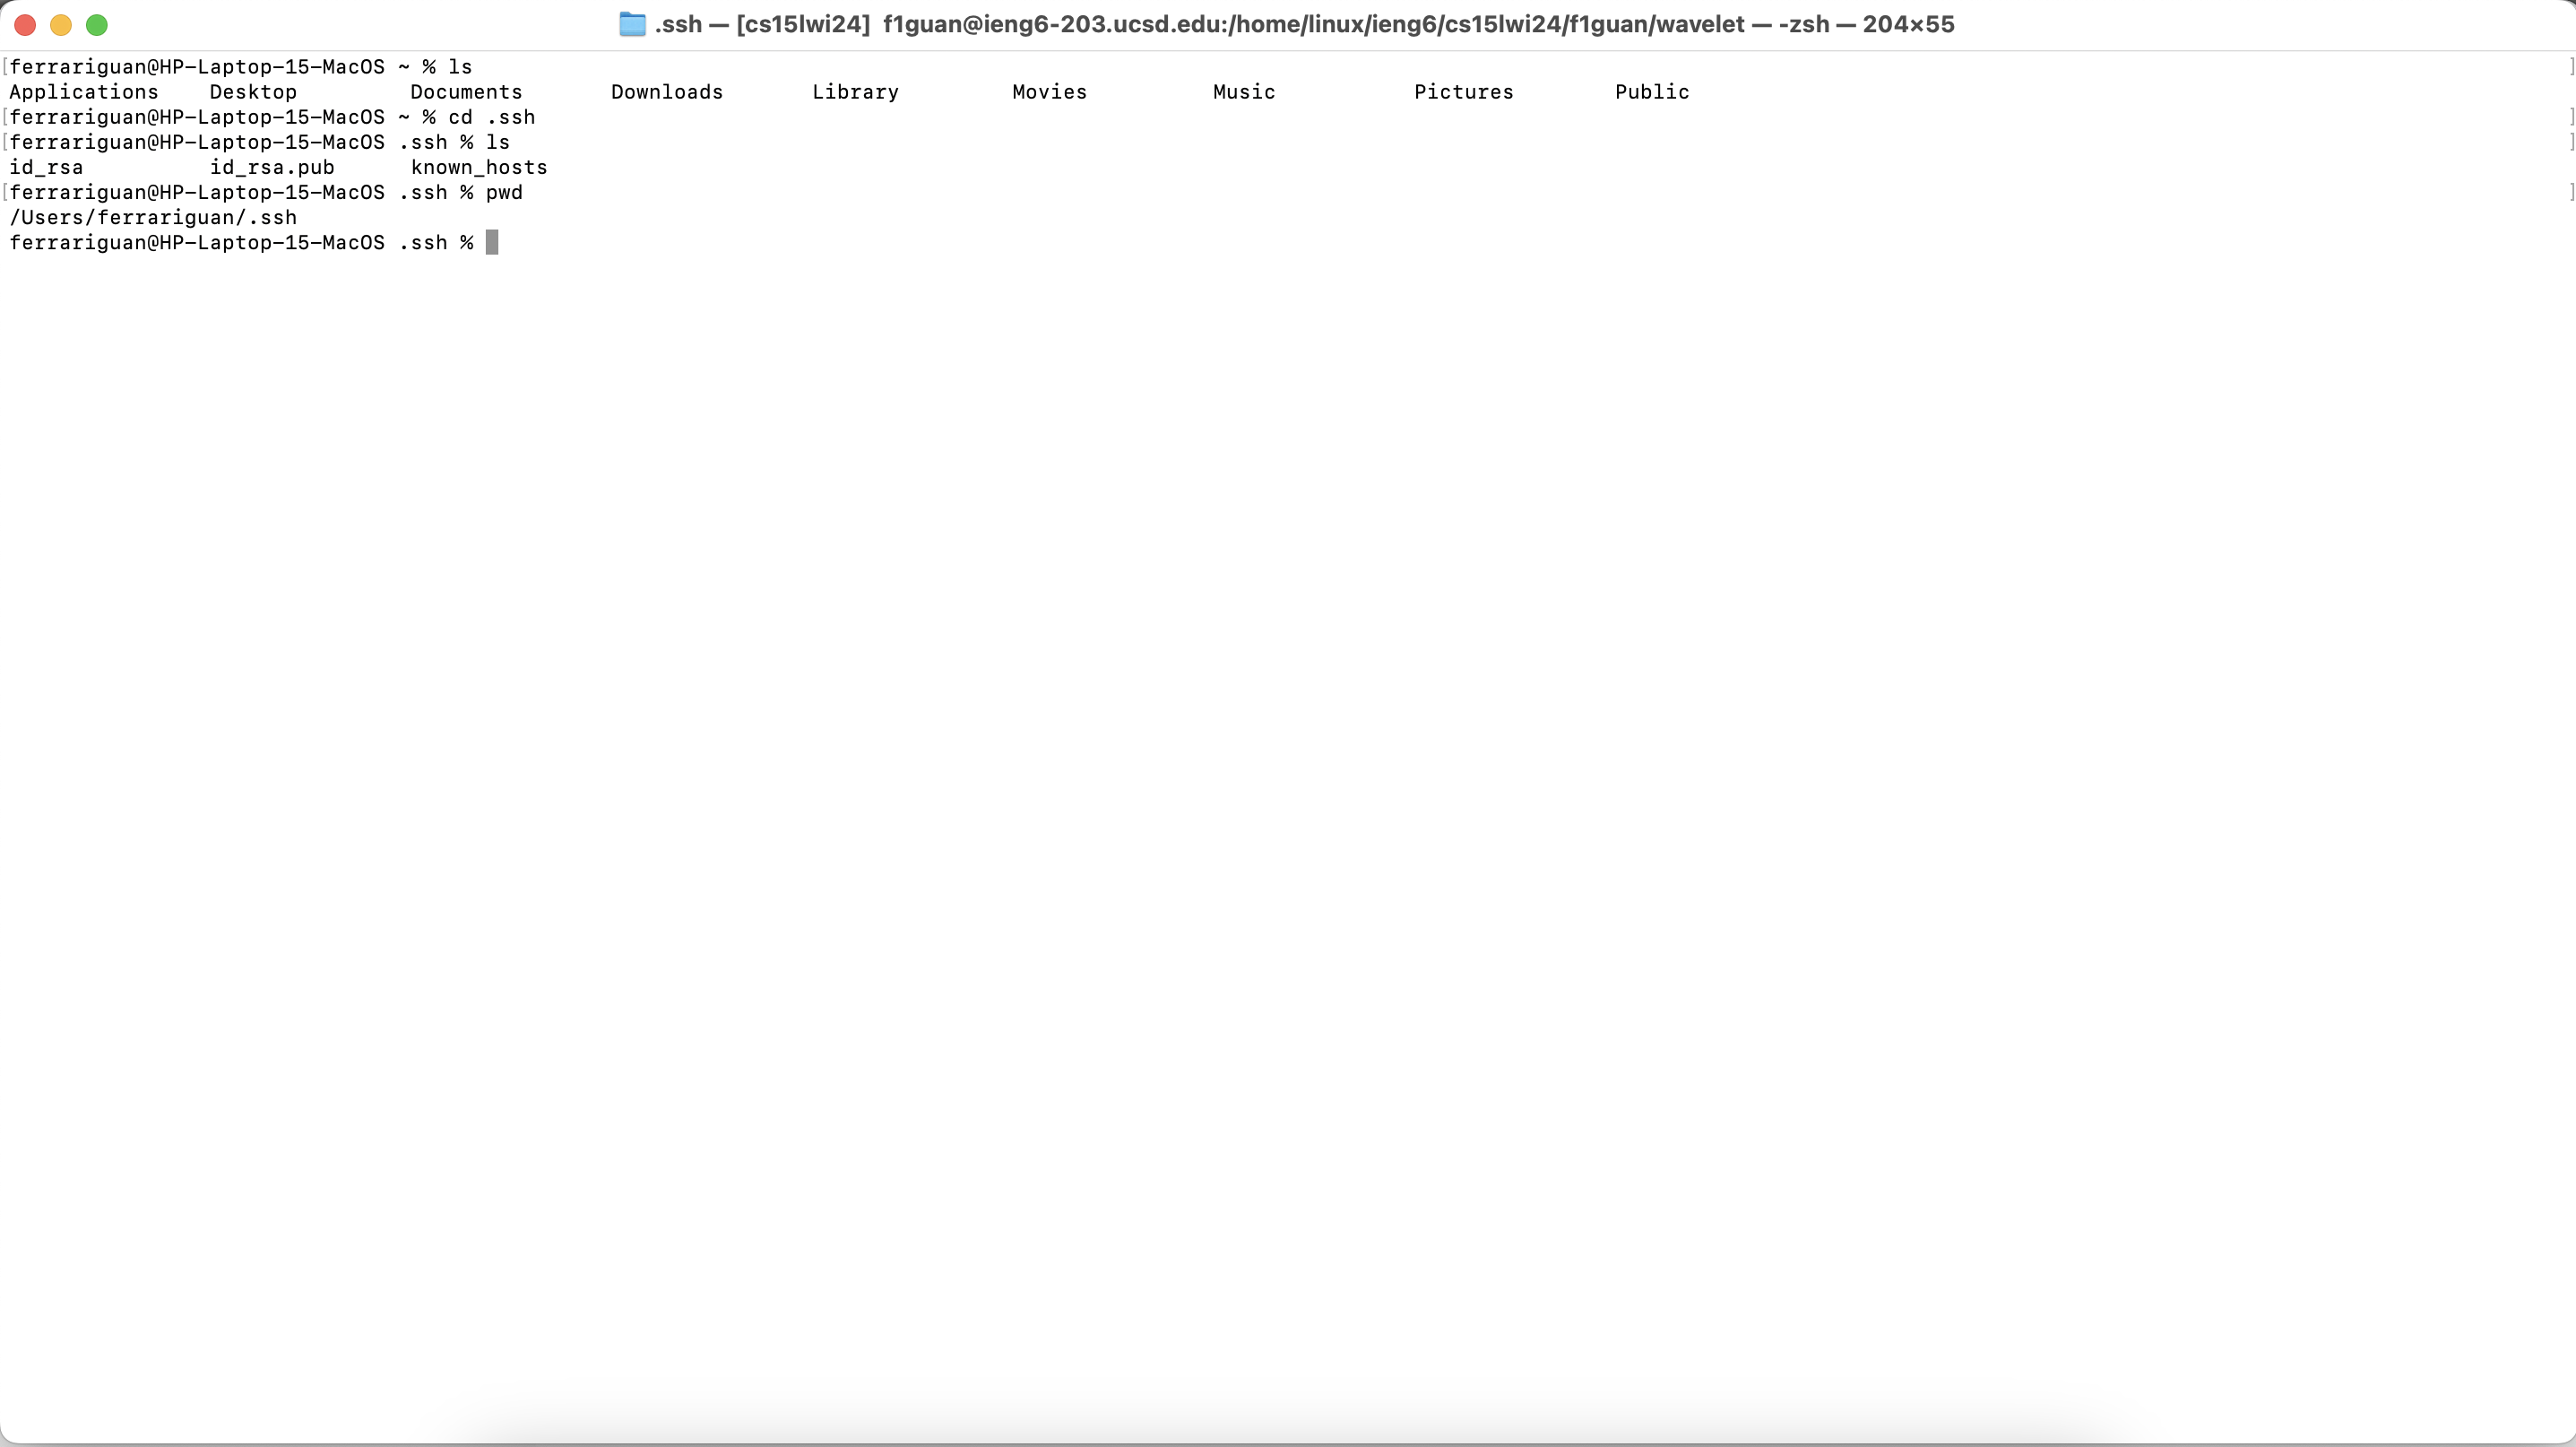 .ssh — [cs15lwi24] f1guan@ieng6-203.ucsd.edu:/home/linux/ieng6/cs15lwi24/f1guan/wavelet — -zsh — 204×55
[ferrariguan@HP-Laptop-15-MacOS ~ % ls ]
Applications Desktop Documents Downloads Library Movies Music Pictures Public
[ferrariguan@HP-Laptop-15-MacOS ~ % cd .ssh ]
[ferrariguan@HP-Laptop-15-MacOS .ssh % ls ]
id_rsa id_rsa.pub known_hosts
[ferrariguan@HP-Laptop-15-MacOS .ssh % pwd ]
/Users/ferrariguan/.ssh
ferrariguan@HP-Laptop-15-MacOS .ssh %